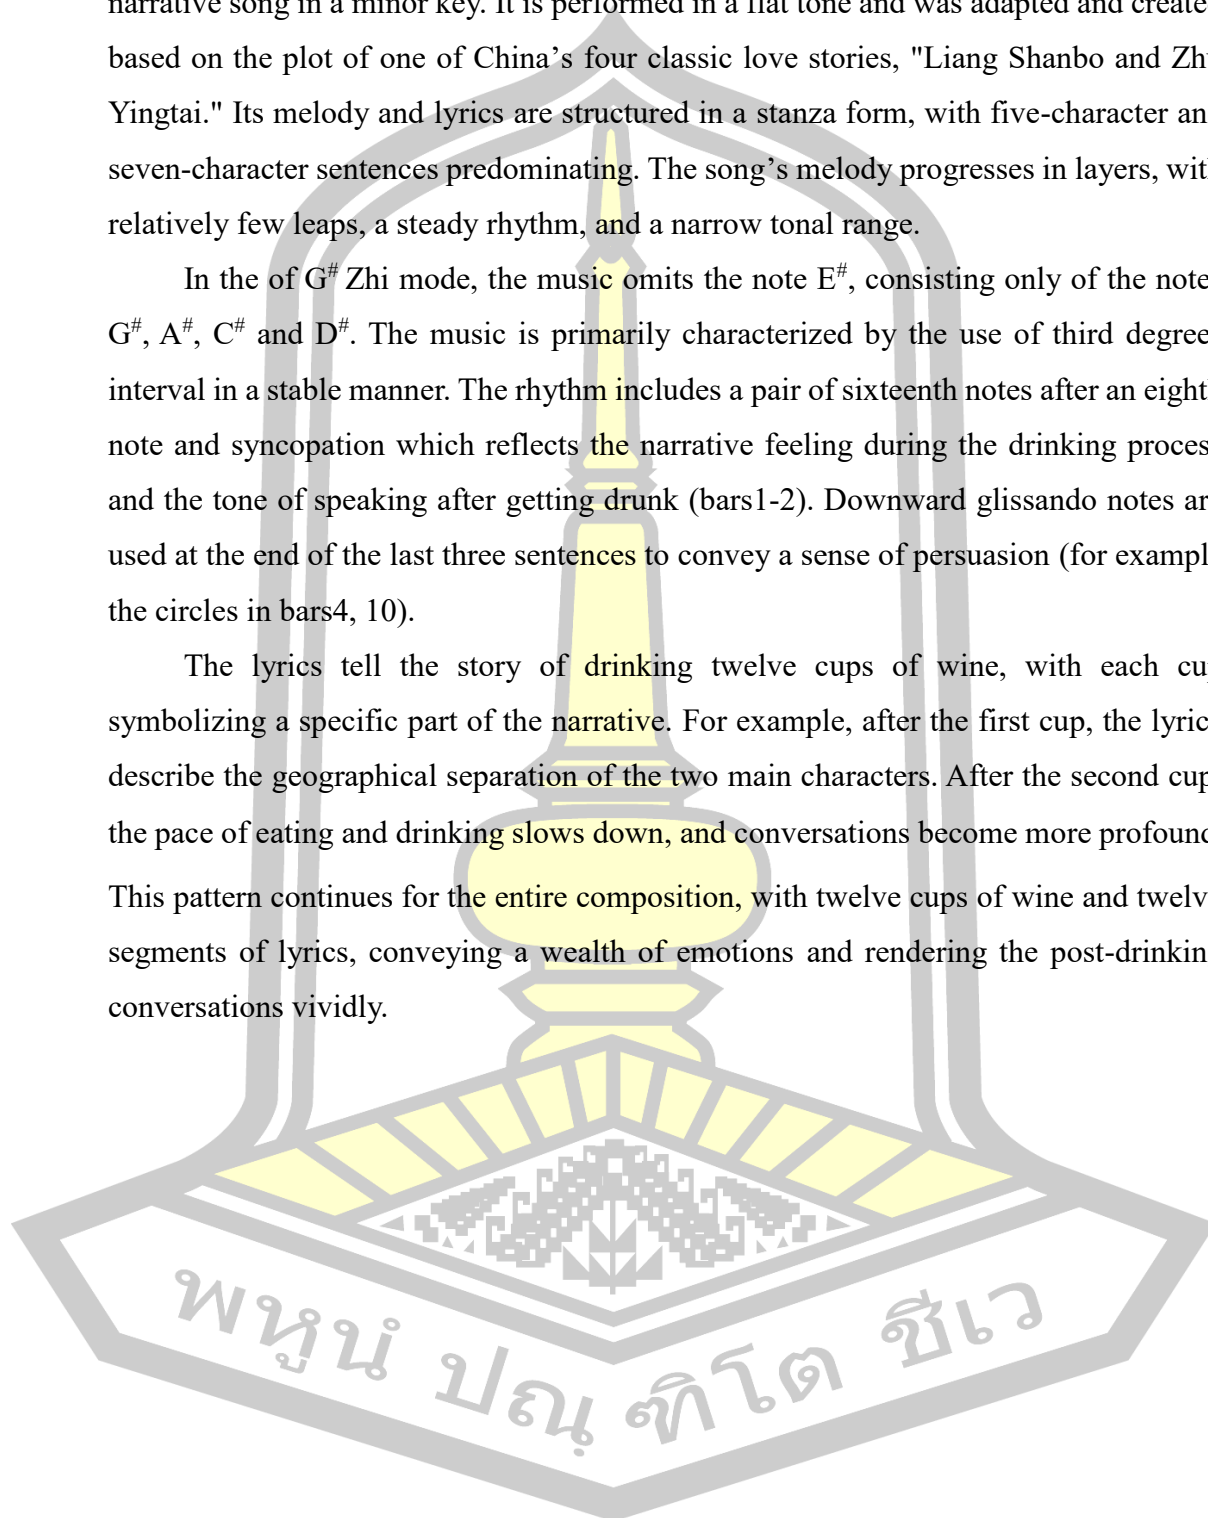 narrative song in a minor key. It is performed in a flat tone and was adapted and create
based on the plot of one of China’s four classic love stories, "Liang Shanbo and Zh
Yingtai." Its melody and lyrics are structured in a stanza form, with five-character an
seven-character sentences predominating. The song’s melody progresses in layers, wit
relatively few leaps, a steady rhythm, and a narrow tonal range.
In the of G# Zhi mode, the music omits the note E#, consisting only of the note
G#, A#, C# and D#. The music is primarily characterized by the use of third degree
interval in a stable manner. The rhythm includes a pair of sixteenth notes after an eight
note and syncopation which reflects the narrative feeling during the drinking proces
and the tone of speaking after getting drunk (bars1-2). Downward glissando notes ar
used at the end of the last three sentences to convey a sense of persuasion (for exampl
the circles in bars4, 10).
The lyrics tell the story of drinking twelve cups of wine, with each cu
symbolizing a specific part of the narrative. For example, after the first cup, the lyric
describe the geographical separation of the two main characters. After the second cup
the pace of eating and drinking slows down, and conversations become more profound
This pattern continues for the entire composition, with twelve cups of wine and twelv
segments of lyrics, conveying a wealth of emotions and rendering the post-drinkin
conversations vividly.
พหูนํ ปณฺฑิโต ชีเว